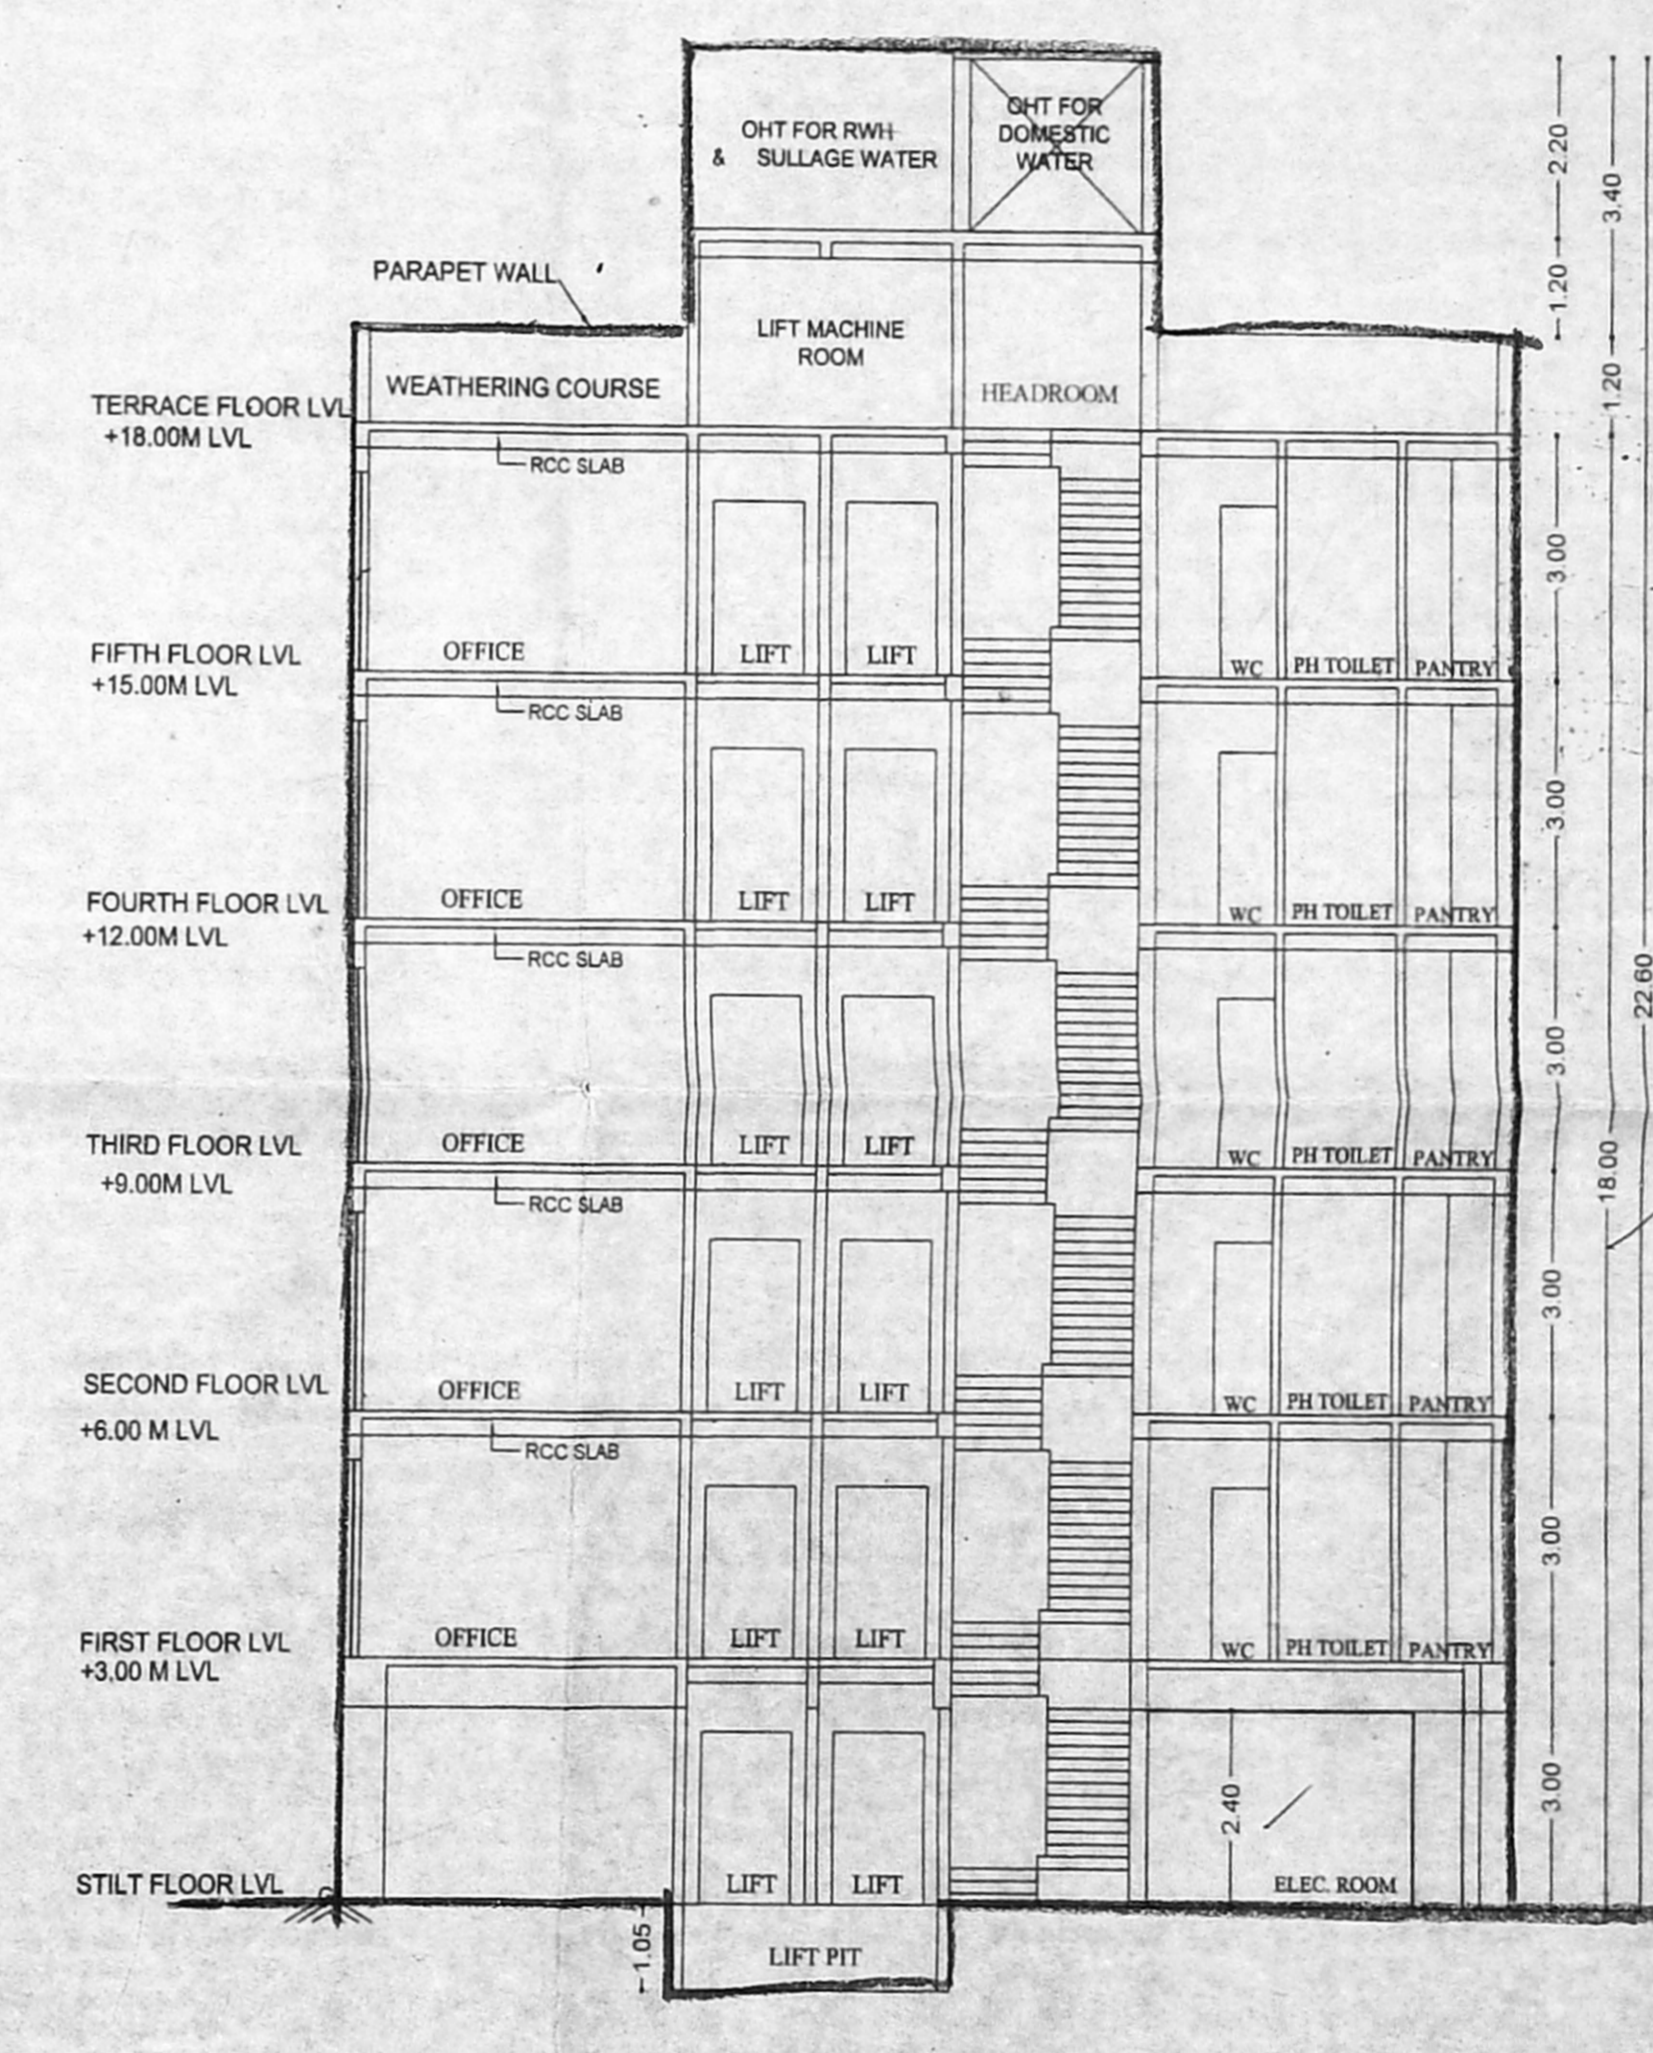 OHT FOR RWH
& SULLAGE WATER
OHT FOR
DOMESTIC
WATER
2.20
3.40
PARAPET WALL
1.20
LIFT MACHINE
ROOM
WEATHERING COURSE
HEADROOM
1.20
TERRACE FLOOR LVL
+18.00M LVL
RCC SLAB
3.00
FIFTH FLOOR LVL
+15.00M LVL
OFFICE
LIFT
LIFT
WC
PH TOILET
PANTRY
RCC SLAB
3.00
FOURTH FLOOR LVL
+12.00M LVL
OFFICE
LIFT
LIFT
WC
PH TOILET
PANTRY
RCC SLAB
22.60
3.00
THIRD FLOOR LVL
+9.00M LVL
OFFICE
LIFT
LIFT
WC
PH TOILET
PANTRY
18.00
RCC SLAB
3.00
SECOND FLOOR LVL
+6.00 M LVL
OFFICE
LIFT
LIFT
WC
PH TOILET
PANTRY
RCC SLAB
3.00
FIRST FLOOR LVL
+3.00 M LVL
OFFICE
LIFT
LIFT
WC
PH TOILET
PANTRY
2.40
3.00
STILT FLOOR LVL
LIFT
LIFT
ELEC. ROOM
1.05
LIFT PIT